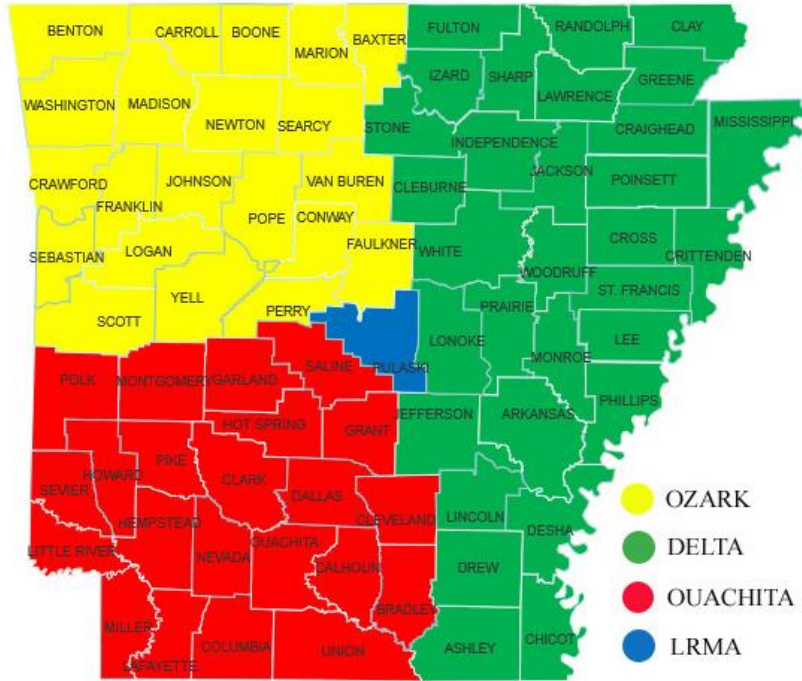 BENTON
CARROLL
BOONE
MARION
BAXTER
FULTON
RANDOLPH
CLAY
IZARD
SHARP
LAWRENCE
GREENE
WASHINGTON
MADISON
NEWTON
SEARCY
STONE
INDEPENDENCE
CRAIGHEAD
MISSISSIPPI
JACKSON
POINSETT
CRAWFORD
FRANKLIN
JOHNSON
POPE
VAN BUREN
CLEBURNE
CONWAY
FAULKNER
WHITE
WOODRUFF
CROSS
CRITTENDEN
SEBASTIAN
LOGAN
ST. FRANCIS
SCOTT
YELL
PERRY
PRAIRIE
LONOKE
MONROE
LEE
PULASKI
SALINE
POLK
MONTGOMERY
GARLAND
HOT SPRING
GRANT
JEFFERSON
ARKANSAS
PHILLIPS
HOWARD
PIKE
CLARK
DALLAS
SEVIER
HEMPSTEAD
CLEVELAND
LINCOLN
DESHA
LITTLE RIVER
NEVADA
OUACHITA
CALHOUN
DREW
BRADLEY
MILLER
LAFAYETTE
COLUMBIA
UNION
ASHLEY
CHICOT
OZARK
DELTA
OUACHITA
LRMA